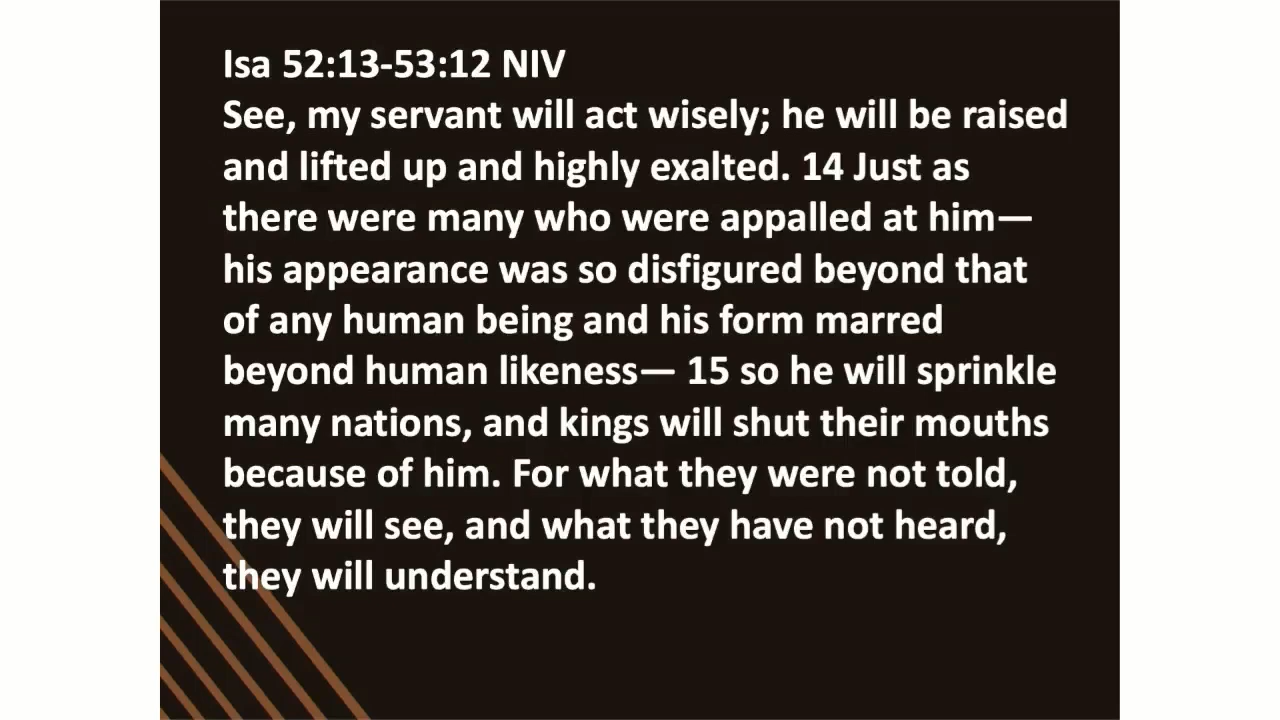 Isa 52:13-53:12 NIV
See, my servant will act wisely; he will be raised
and lifted up and highly exalted. 14 Just as
there were many who were appalled at him—
his appearance was so disfigured beyond that
of any human being and his form marred
beyond human likeness— 15 so he will sprinkle
many nations, and kings will shut their mouths
because of him. For what they were not told,
they will see, and what they have not heard,
they will understand.